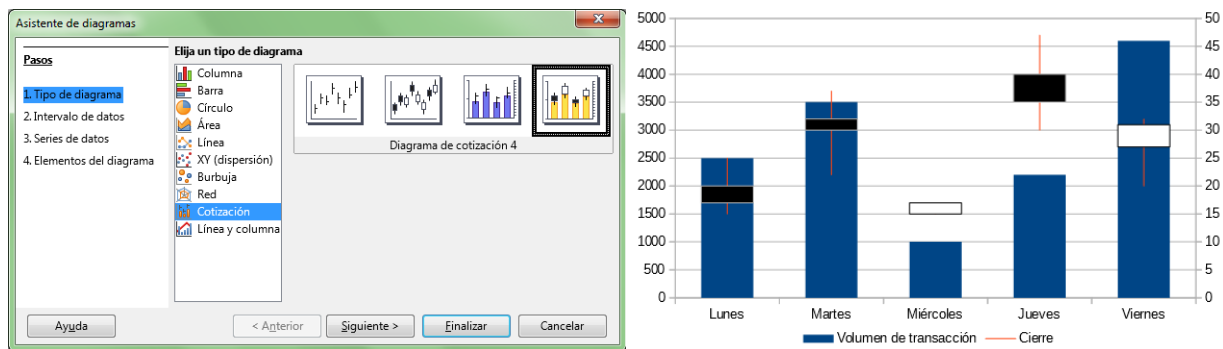 Asistente de diagramas
Pasos
1. Tipo de diagrama
2. Intervalo de datos
3. Series de datos
4. Elementos del diagrama
Elija un tipo de diagrama
Columna
Barra
Círculo
Área
Línea
XY (dispersión)
Burbuja
Red
Cotización
Línea y columna
Diagrama de cotización 4
Ayuda
< Anterior
Siguiente >
Finalizar
Cancelar
5000
4500
4000
3500
3000
2500
2000
1500
1000
500
0
50
45
40
35
30
25
20
15
10
5
0
Lunes Martes Miércoles Jueves Viernes
Volumen de transacción Cierre